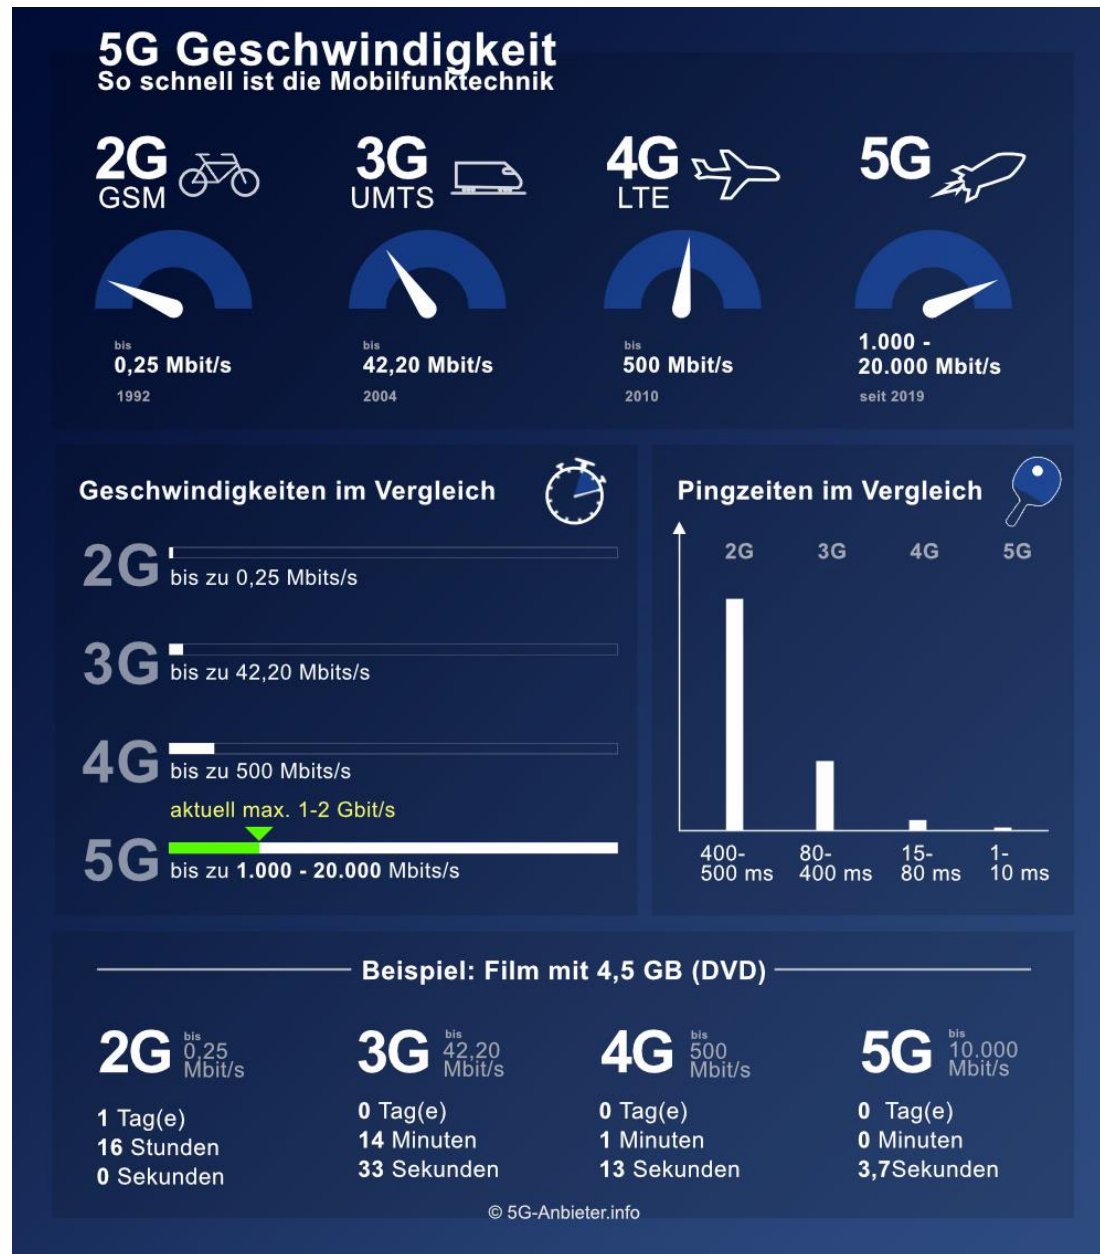 5G Geschwindigkeit
So schnell ist die Mobilfunktechnik
2G
GSM
3G
UMTS
4G
LTE
5G
bis
0,25 Mbit/s
1992
bis
42,20 Mbit/s
2004
bis
500 Mbit/s
2010
1.000 -
20.000 Mbit/s
seit 2019
Geschwindigkeiten im Vergleich
2G
bis zu 0,25 Mbits/s
3G
bis zu 42,20 Mbits/s
4G
bis zu 500 Mbits/s
aktuell max. 1-2 Gbit/s
5G
bis zu 1.000 - 20.000 Mbits/s
Pingzeiten im Vergleich
2G 3G 4G 5G
400-
500 ms
80-
400 ms
15-
80 ms
1-
10 ms
Beispiel: Film mit 4,5 GB (DVD)
2G
bis
0,25
Mbit/s
1 Tag(e)
16 Stunden
0 Sekunden
3G
bis
42,20
Mbit/s
0 Tag(e)
14 Minuten
33 Sekunden
4G
bis
500
Mbit/s
0 Tag(e)
1 Minuten
13 Sekunden
5G
bis
10.000
Mbit/s
0 Tag(e)
0 Minuten
3,7Sekunden
© 5G-Anbieter.info